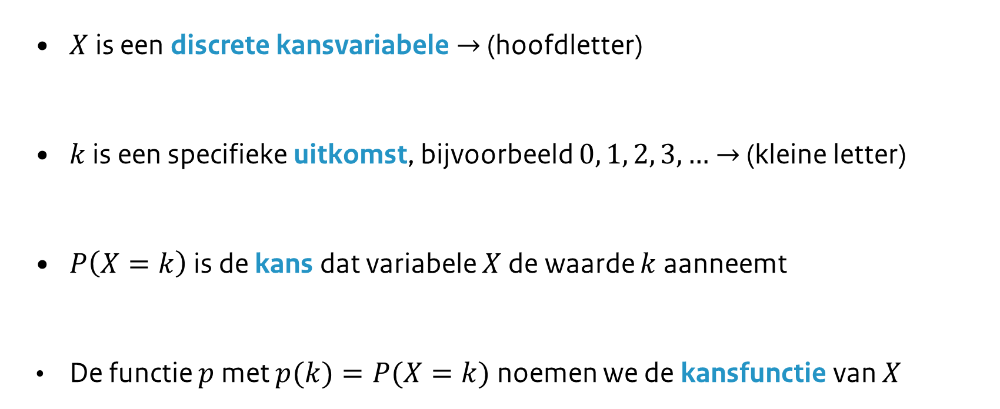 • X is een discrete kansvariabele → (hoofdletter)
• k is een specifieke uitkomst, bijvoorbeeld 0, 1, 2, 3, ... → (kleine letter)
• P(X = k) is de kans dat variabele X de waarde k aanneemt
• De functie p met p(k) = P(X = k) noemen we de kansfunctie van X